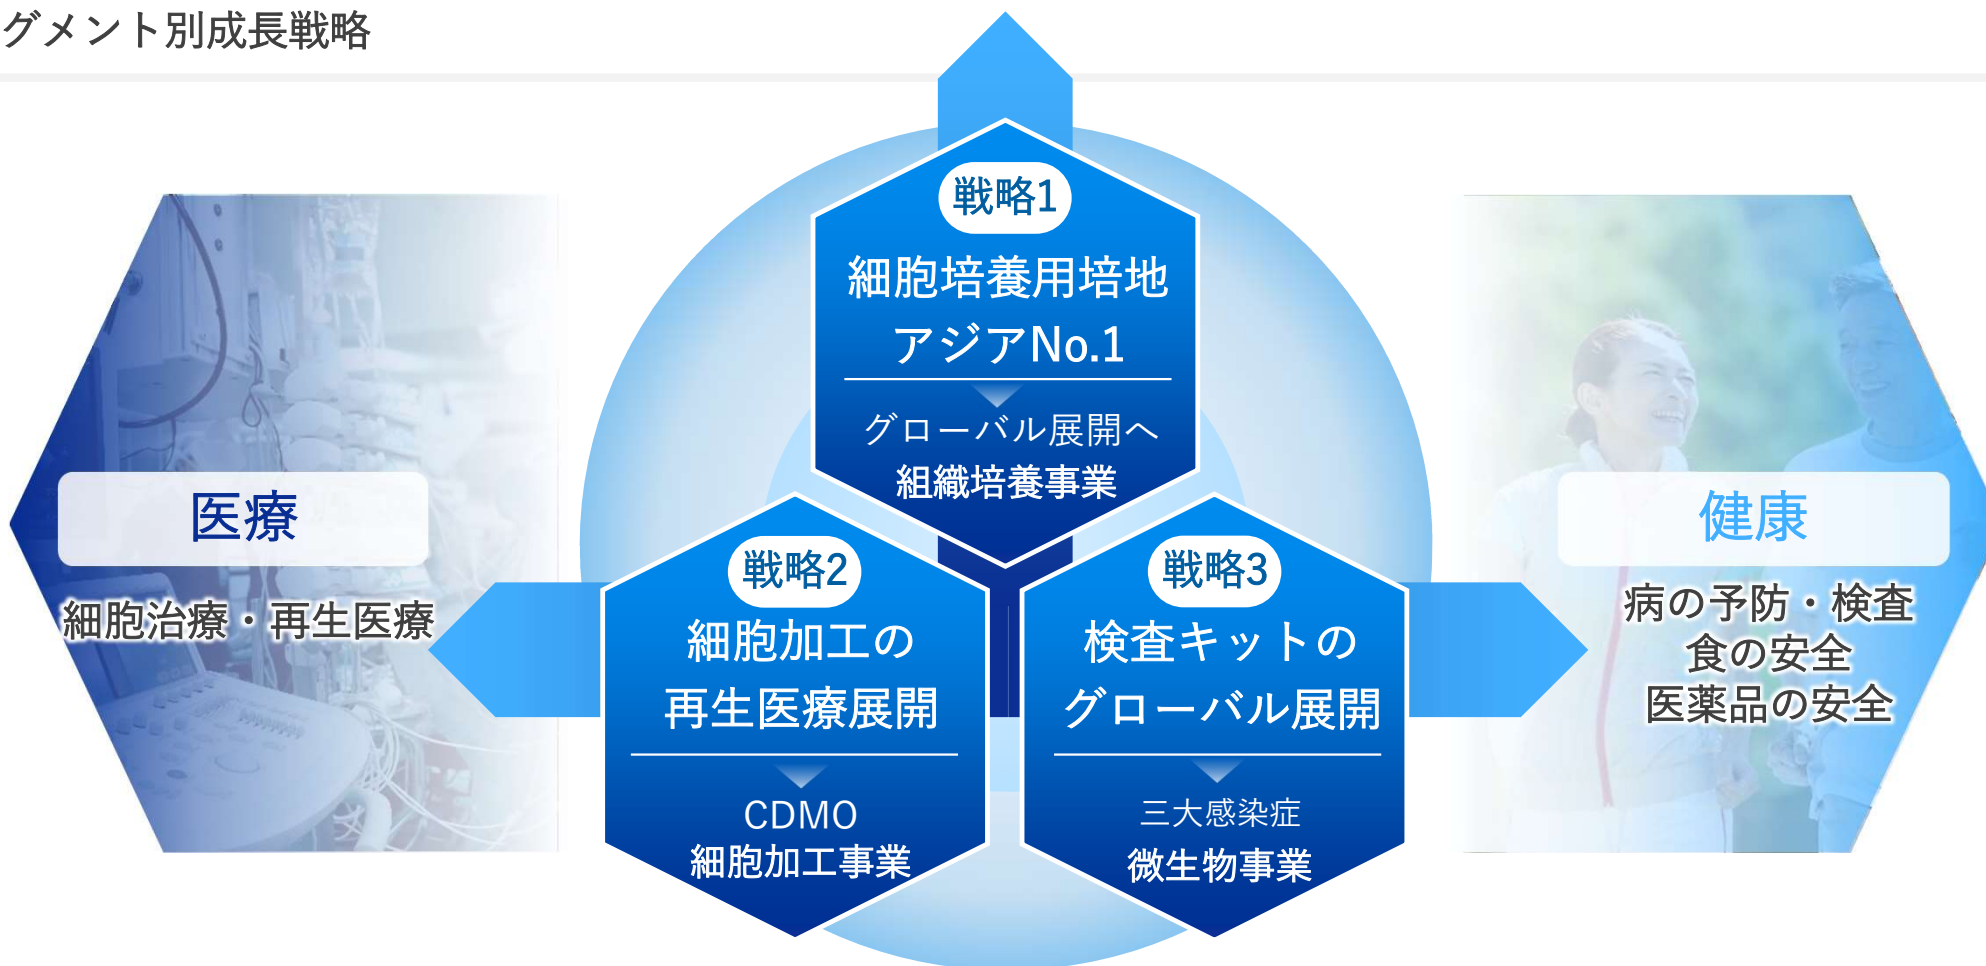 グメント別成長戦略
戦略1
細胞培養用培地
アジアNo.1
グローバル展開へ
組織培養事業
医療
細胞治療・再生医療
戦略2
細胞加工の
再生医療展開
CDMO
細胞加工事業
戦略3
検査キットの
グローバル展開
三大感染症
微生物事業
健康
病の予防・検査
食の安全
医薬品の安全